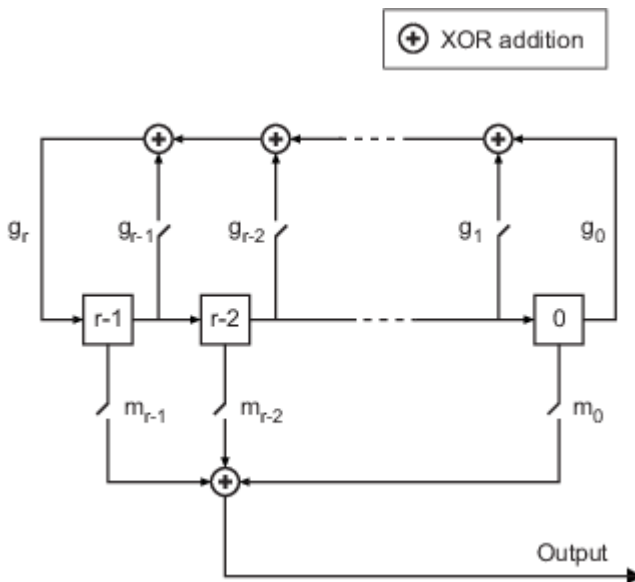 XOR addition
g_r g_{r-1} g_{r-2} g_1 g_0
r-1 r-2 0
m_{r-1} m_{r-2} m_0
Output